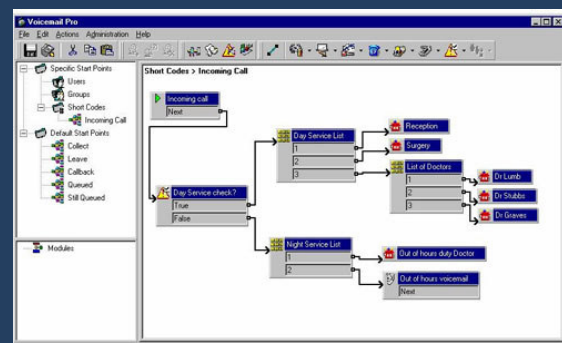 Voicemail Pro
File Edit Actions Administration Help
Specific Start Points
Users
Groups
Short Codes
Incoming Call
Default Start Points
Collect
Leave
Callback
Queued
Still Queued
Modules
Short Codes > Incoming Call
Incoming call
Next
Day Service check?
True
False
Day Service List
1
2
3
Reception
Surgery
List of Doctors
1
2
3
Dr Lumb
Dr Stubbs
Dr Graves
Night Service List
1
2
Out of hours duty Doctor
Out of hours voicemail
Next